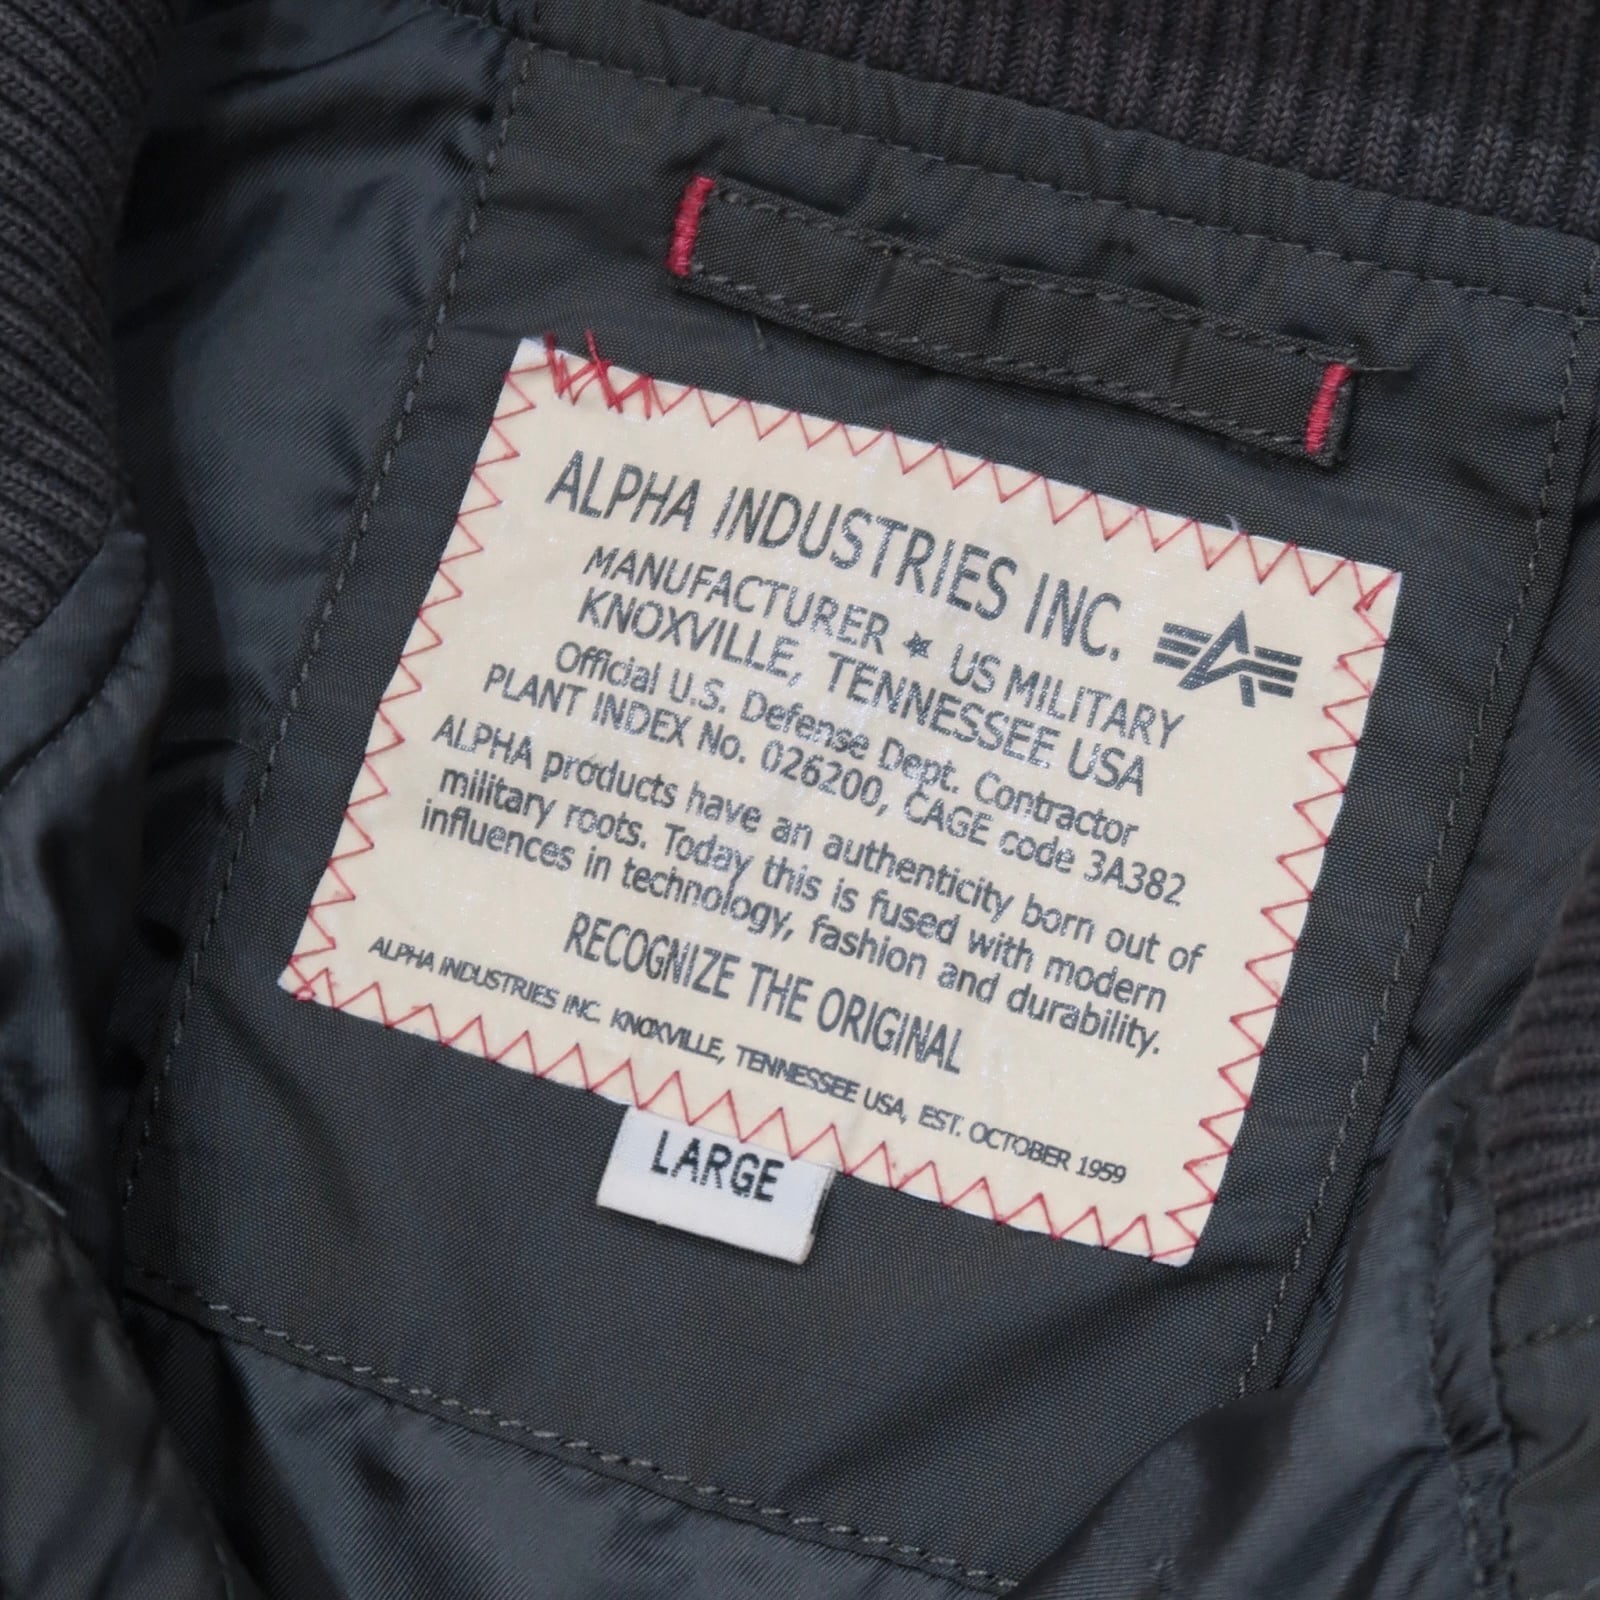 ALPHA INDUSTRIES INC.
MANUFACTURER ★ US MILITARY
KNOXVILLE, TENNESSEE USA
Official U.S. Defense Dept. Contractor
PLANT INDEX No. 026200, CAGE code 3A382
ALPHA products have an authenticity born out of
military roots. Today this is fused with modern
influences in technology, fashion and durability.
RECOGNIZE THE ORIGINAL
ALPHA INDUSTRIES INC. KNOXVILLE, TENNESSEE USA, EST. OCTOBER 1959
LARGE